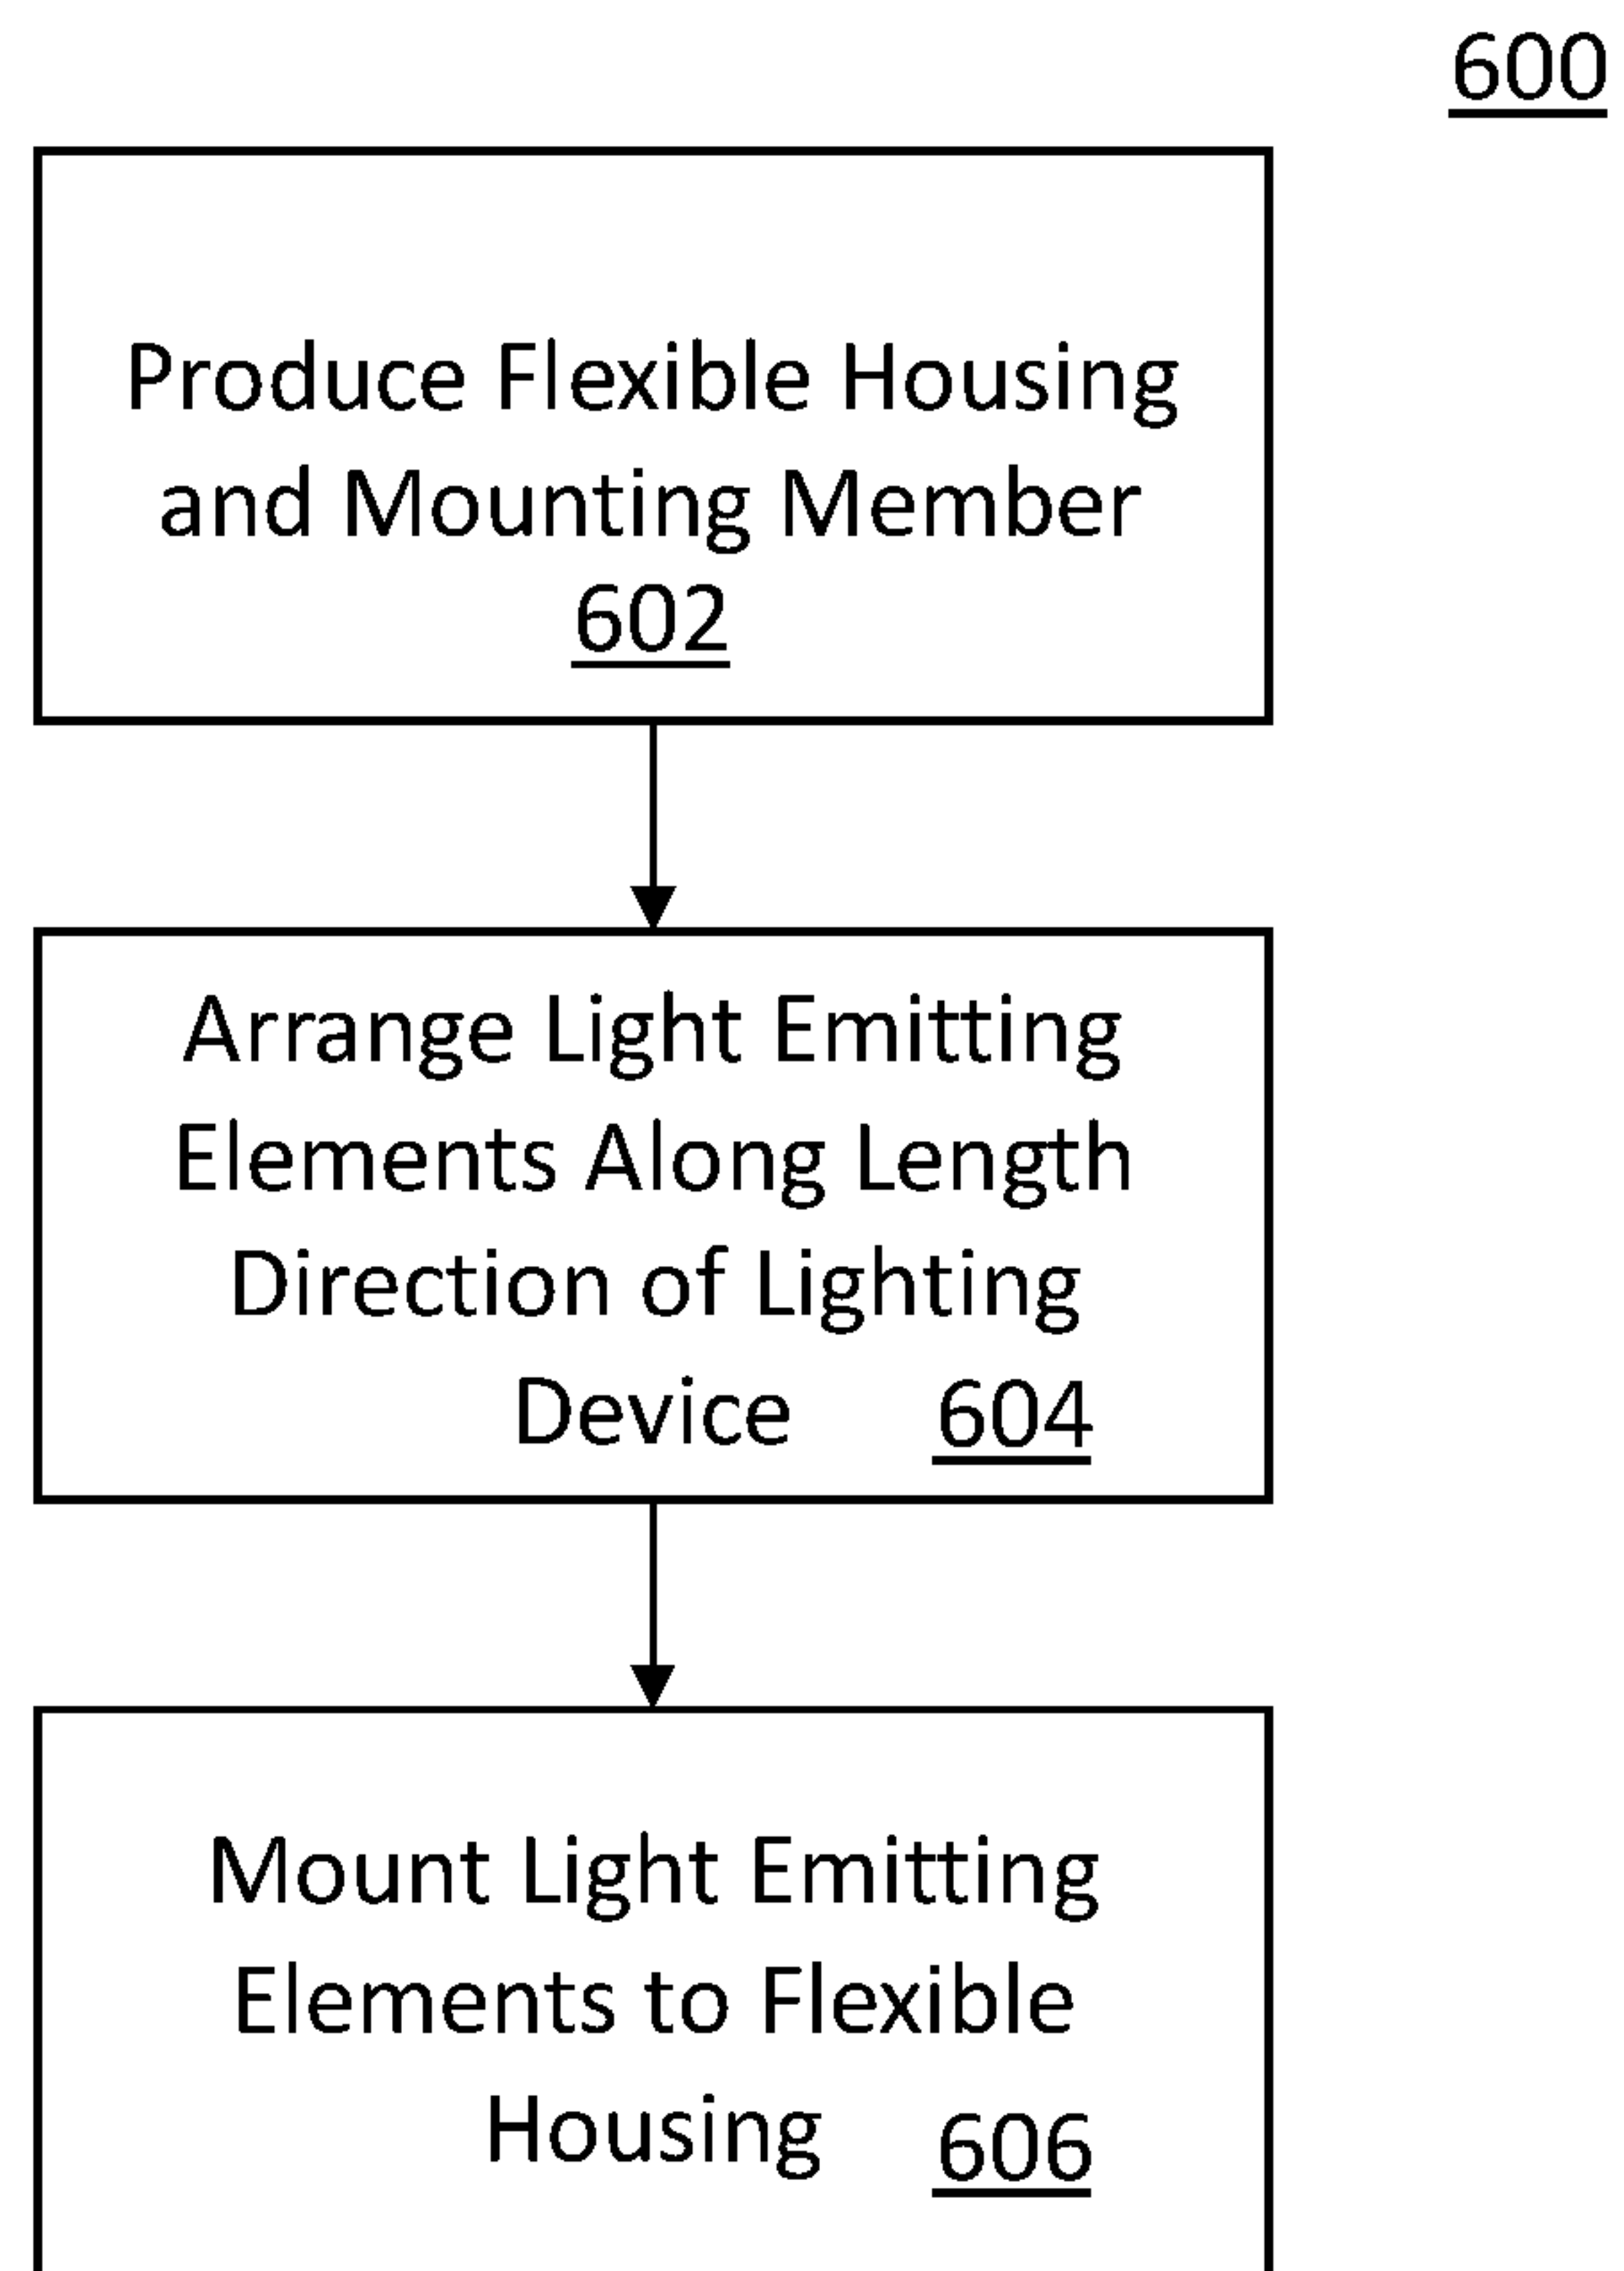 600
Produce Flexible Housing
and Mounting Member
602
Arrange Light Emitting
Elements Along Length
Direction of Lighting
Device 604
Mount Light Emitting
Elements to Flexible
Housing 606